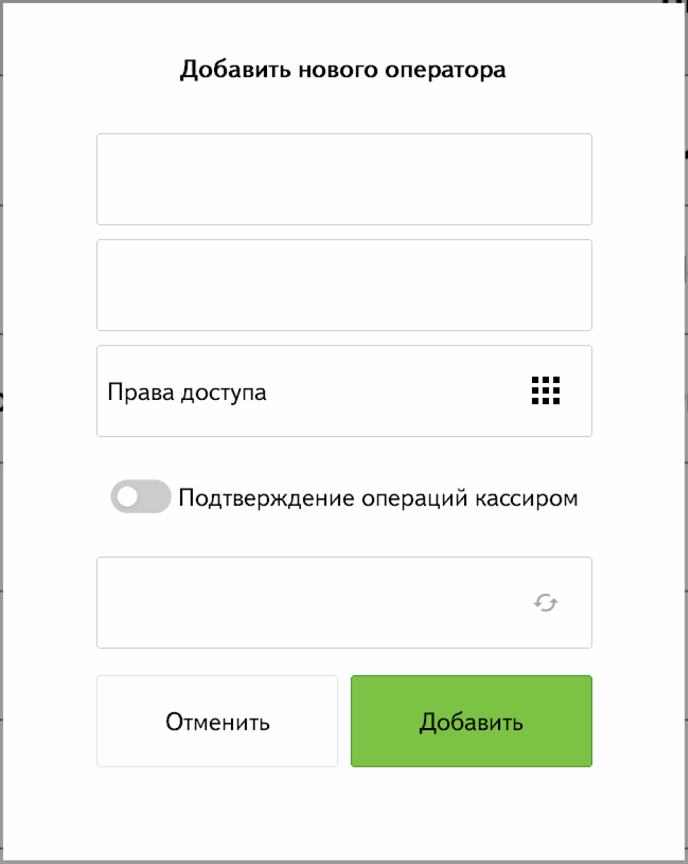 Добавить нового оператора
Права доступа
Подтверждение операций кассиром
Отменить
Добавить